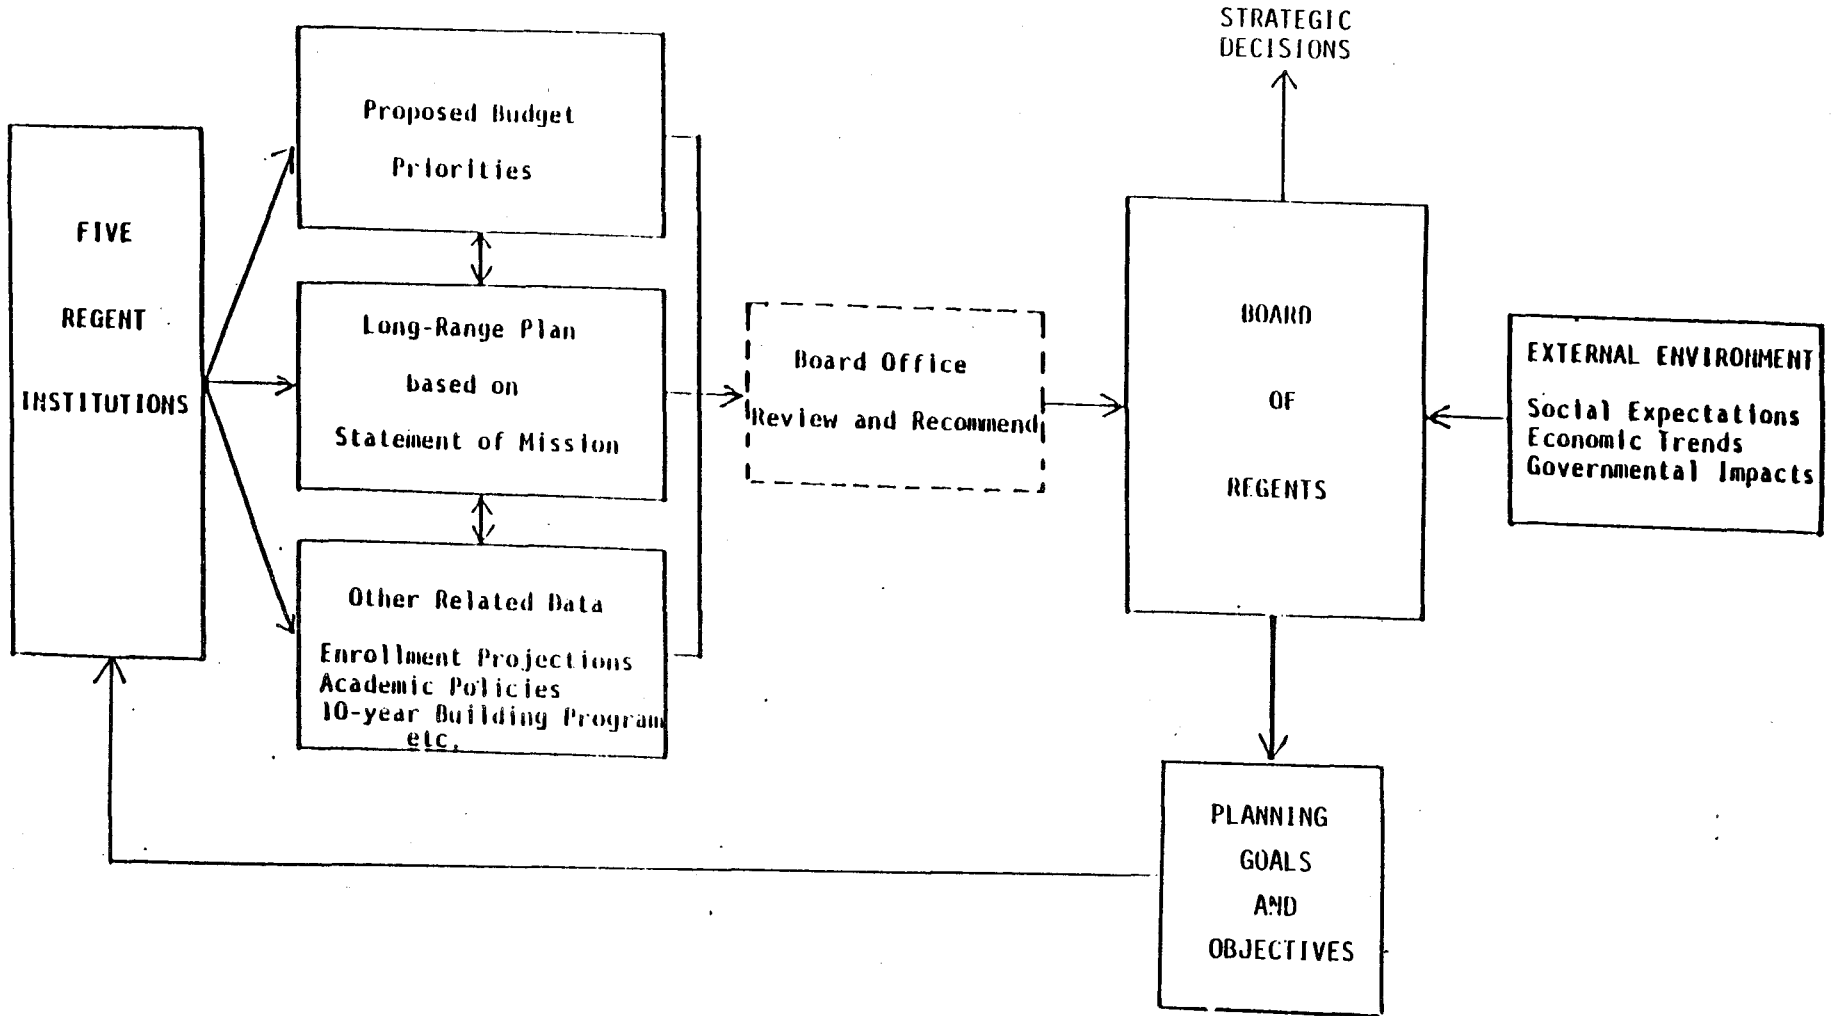 STRATEGIC
DECISIONS
FIVE
REGENT
INSTITUTIONS
Proposed Budget
Priorities
Long-Range Plan
based on
Statement of Mission
Other Related Data
Enrollment Projections
Academic Policies
10-year Building Program
etc.
Board Office
Review and Recommend
BOARD
OF
REGENTS
EXTERNAL ENVIRONMENT
Social Expectations
Economic Trends
Governmental Impacts
PLANNING
GOALS
AND
OBJECTIVES